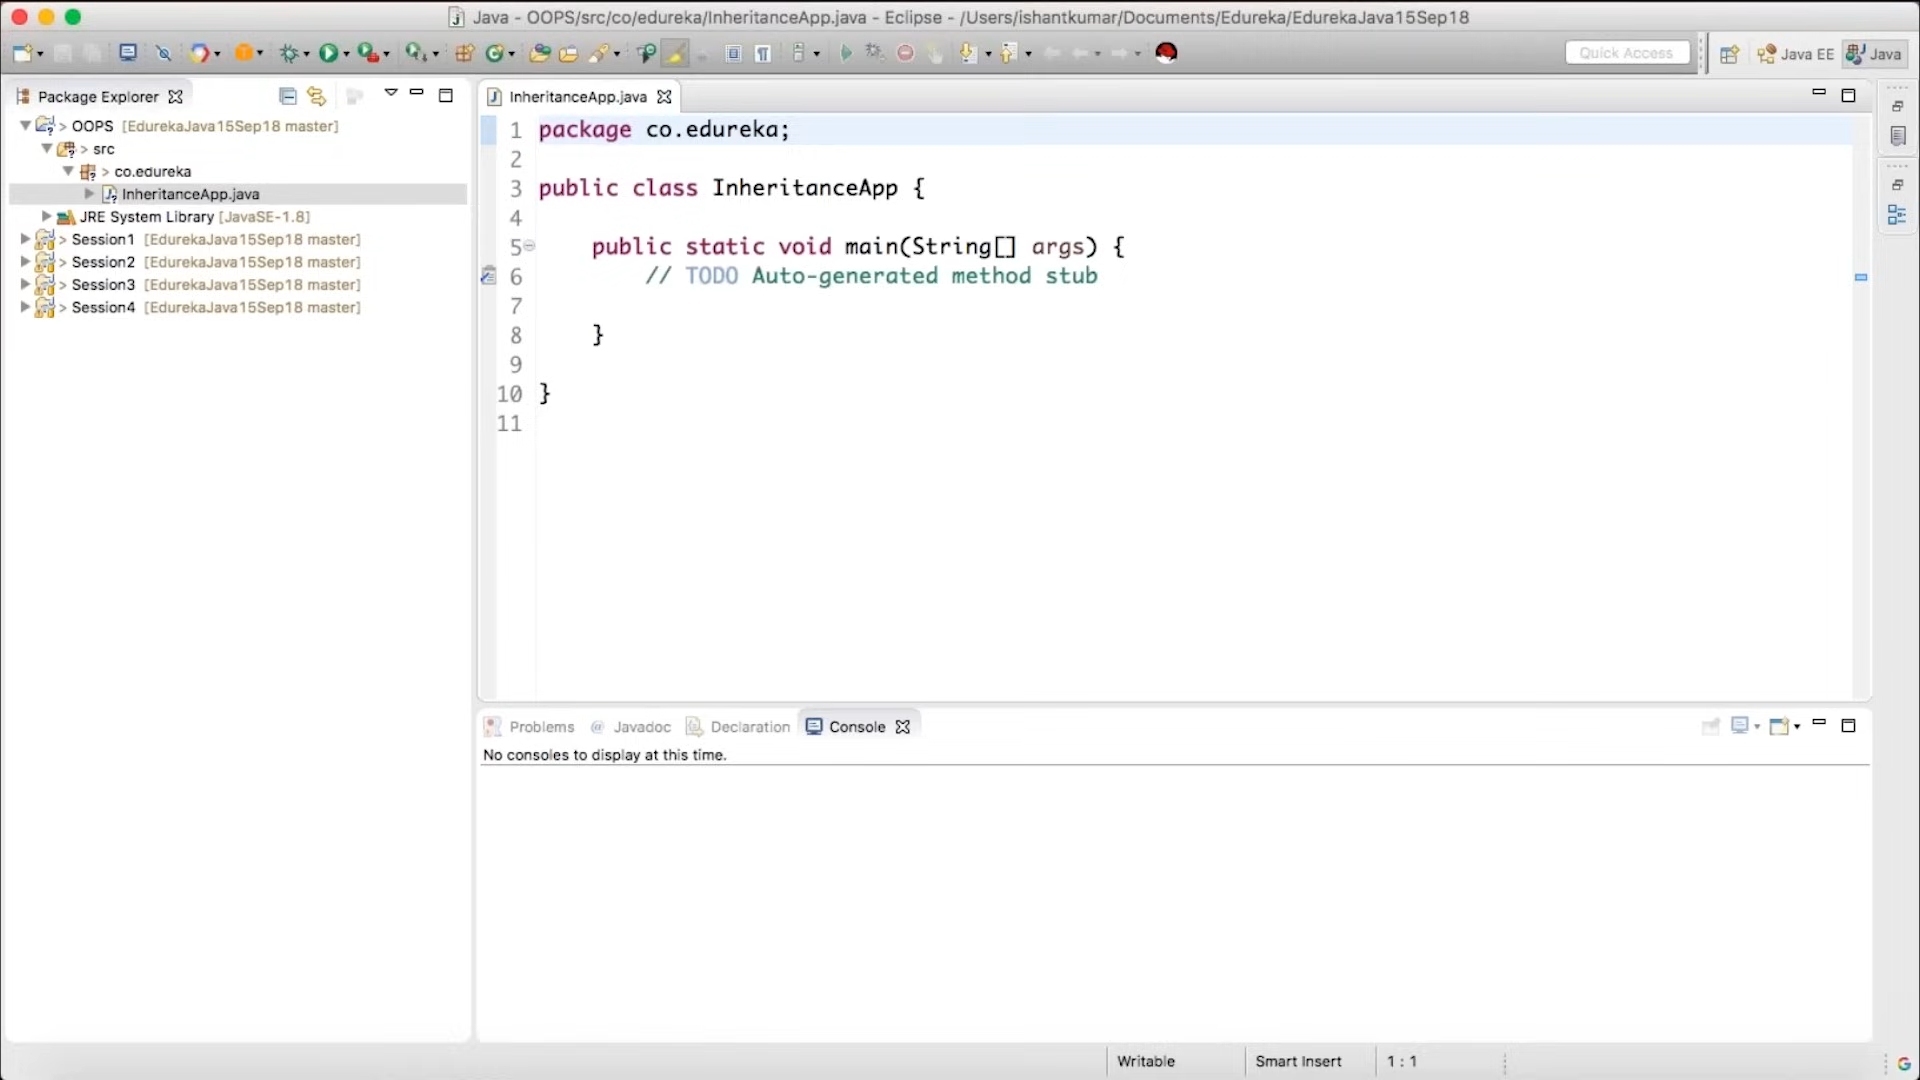 Java - OOPS/src/co/edureka/InheritanceApp.java - Eclipse - /Users/ishantkumar/Documents/Edureka/EdurekaJava15Sep18
Quick Access
Java EE
Java
Package Explorer
InheritanceApp.java
> OOPS [EdurekaJava15Sep18 master]
> src
> co.edureka
InheritanceApp.java
JRE System Library [JavaSE-1.8]
> Session1 [EdurekaJava15Sep18 master]
> Session2 [EdurekaJava15Sep18 master]
> Session3 [EdurekaJava15Sep18 master]
> Session4 [EdurekaJava15Sep18 master]
1 package co.edureka;
2
3 public class InheritanceApp {
4
5 public static void main(String[] args) {
6 // TODO Auto-generated method stub
7
8 }
9
10 }
11
Problems @ Javadoc Declaration Console
No consoles to display at this time.
Writable Smart Insert 1 : 1